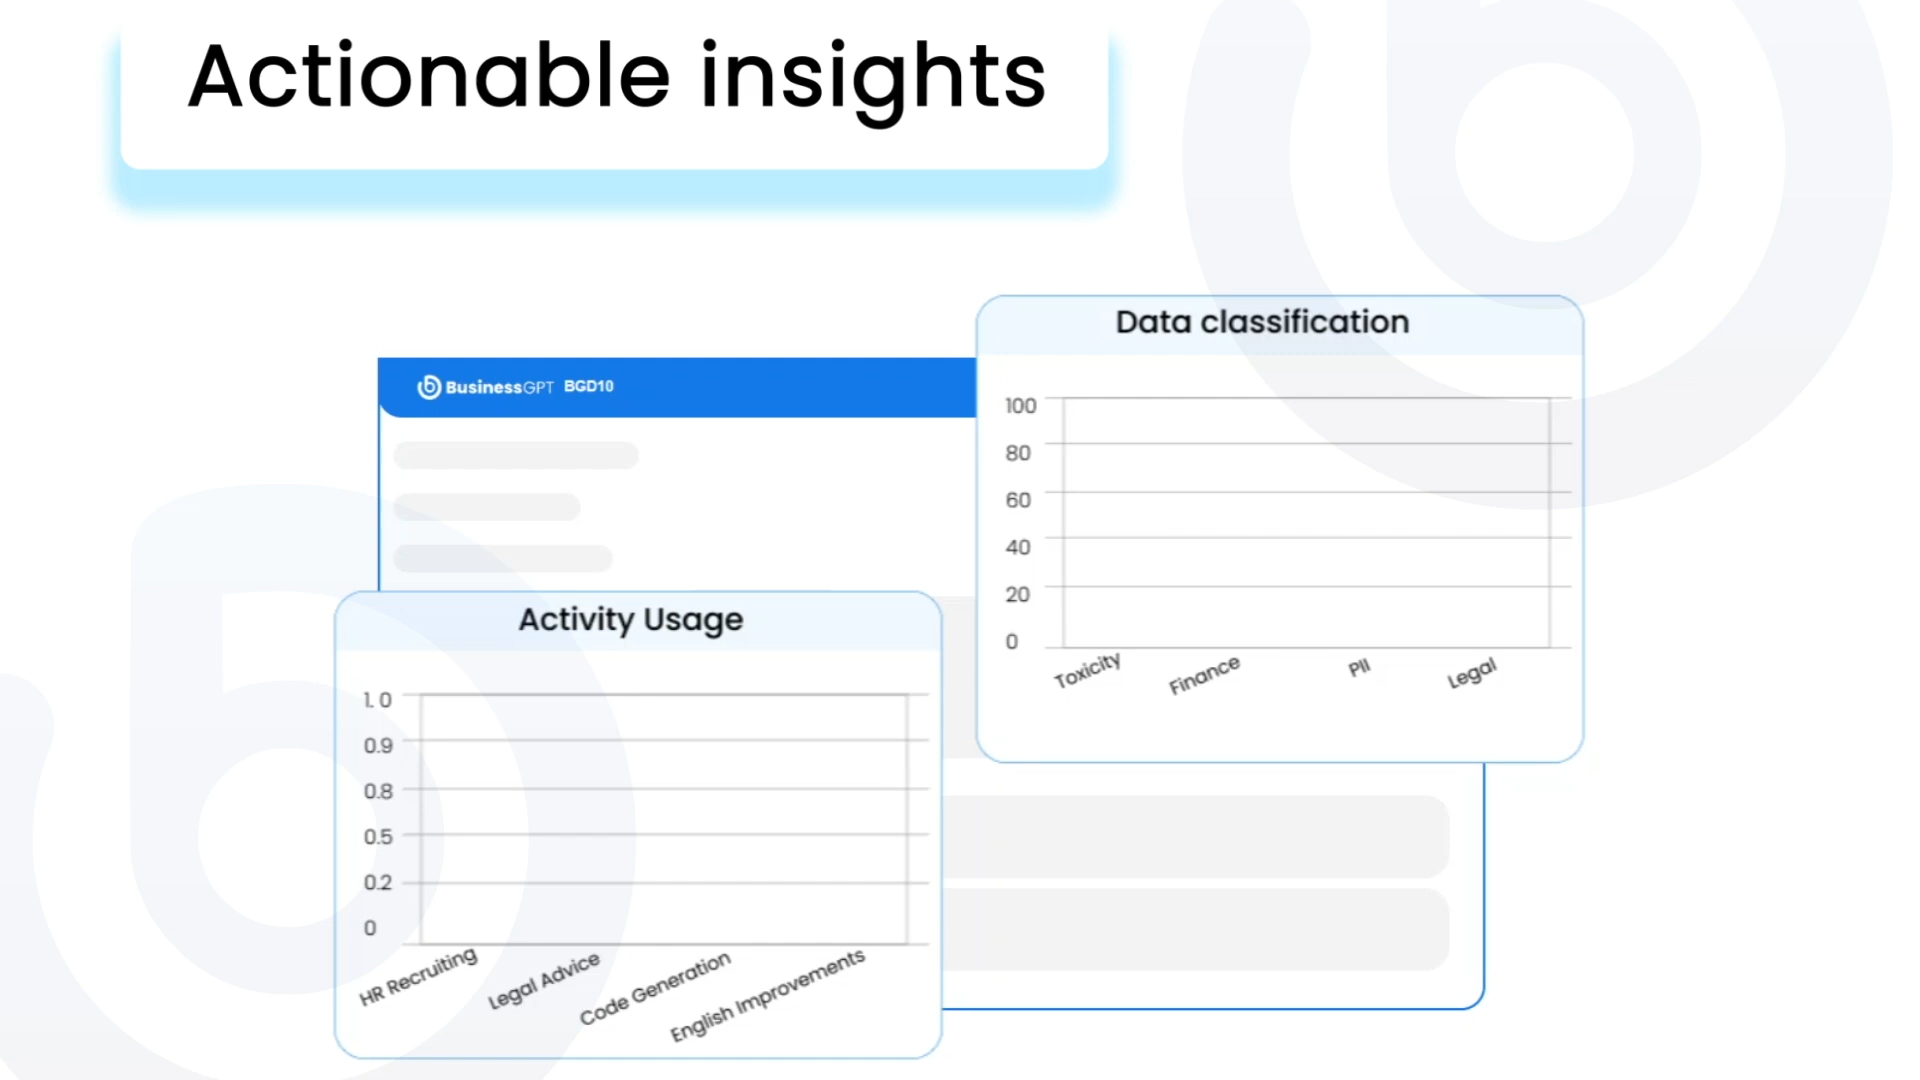 Actionable insights
BusinessGPT BGD10
Data classification
100
80
60
40
20
0
Toxicity
Finance
PII
Legal
Activity Usage
1.0
0.9
0.8
0.5
0.2
0
HR Recruiting
Legal Advice
Code Generation
English Improvements